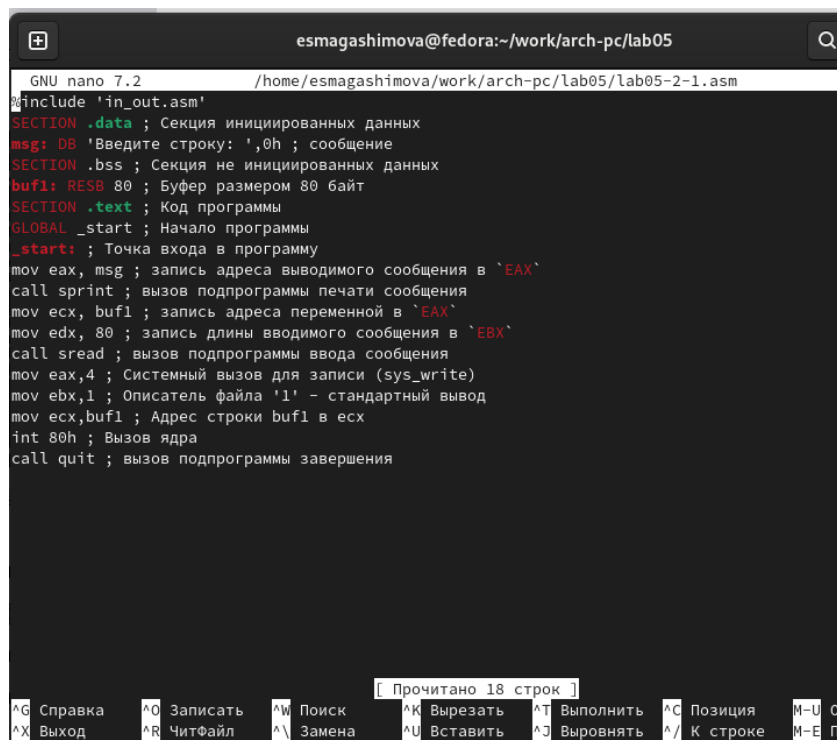 esmagashimova@fedora:~/work/arch-pc/lab05
GNU nano 7.2 /home/esmagashimova/work/arch-pc/lab05/lab05-2-1.asm
%include 'in_out.asm'
SECTION .data ; Секция инициированных данных
msg: DB 'Введите строку: ',0h ; сообщение
SECTION .bss ; Секция не инициированных данных
buf1: RESB 80 ; Буфер размером 80 байт
SECTION .text ; Код программы
GLOBAL _start ; Начало программы
_start: ; Точка входа в программу
mov eax, msg ; запись адреса выводимого сообщения в `EAX`
call sprint ; вызов подпрограммы печати сообщения
mov ecx, buf1 ; запись адреса переменной в `EAX`
mov edx, 80 ; запись длины вводимого сообщения в `EBX`
call sread ; вызов подпрограммы ввода сообщения
mov eax,4 ; Системный вызов для записи (sys_write)
mov ebx,1 ; Описатель файла '1' - стандартный вывод
mov ecx,buf1 ; Адрес строки buf1 в ecx
int 80h ; Вызов ядра
call quit ; вызов подпрограммы завершения
[ Прочитано 18 строк ]
^G Справка ^O Записать ^W Поиск ^K Вырезать ^T Выполнить ^C Позиция M-U
^X Выход ^R ЧитФайл ^\ Замена ^U Вставить ^J Выровнять ^/ К строке M-E